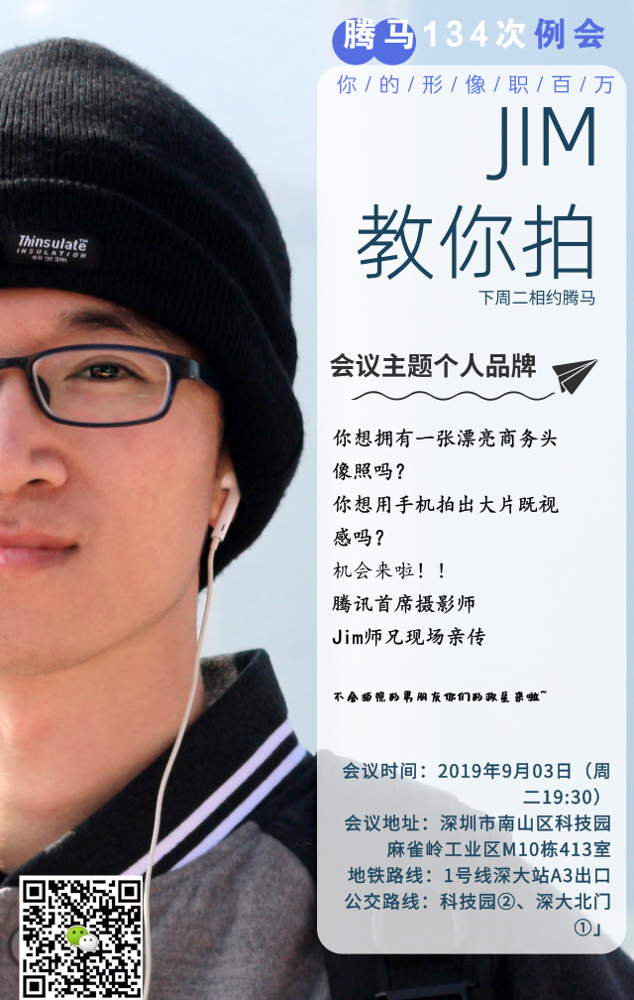 腾马134次例会
你/的/形/像/职/百/万
JIM
教你拍
下周二相约腾马
Thinsulate™
INSULATION
40 gr3m
会议主题个人品牌
你想拥有一张漂亮商务头
像照吗?
你想用手机拍出大片既视
感吗?
机会来啦！！
腾讯首席摄影师
Jim师兄现场亲传
不会拍照的男朋友你们的救星来啦~
会议时间：2019年9月03日（周
二19:30）
会议地址：深圳市南山区科技园
麻雀岭工业区M10栋413室
地铁路线：1号线深大站A3出口
公交路线：科技园②、深大北门
①」